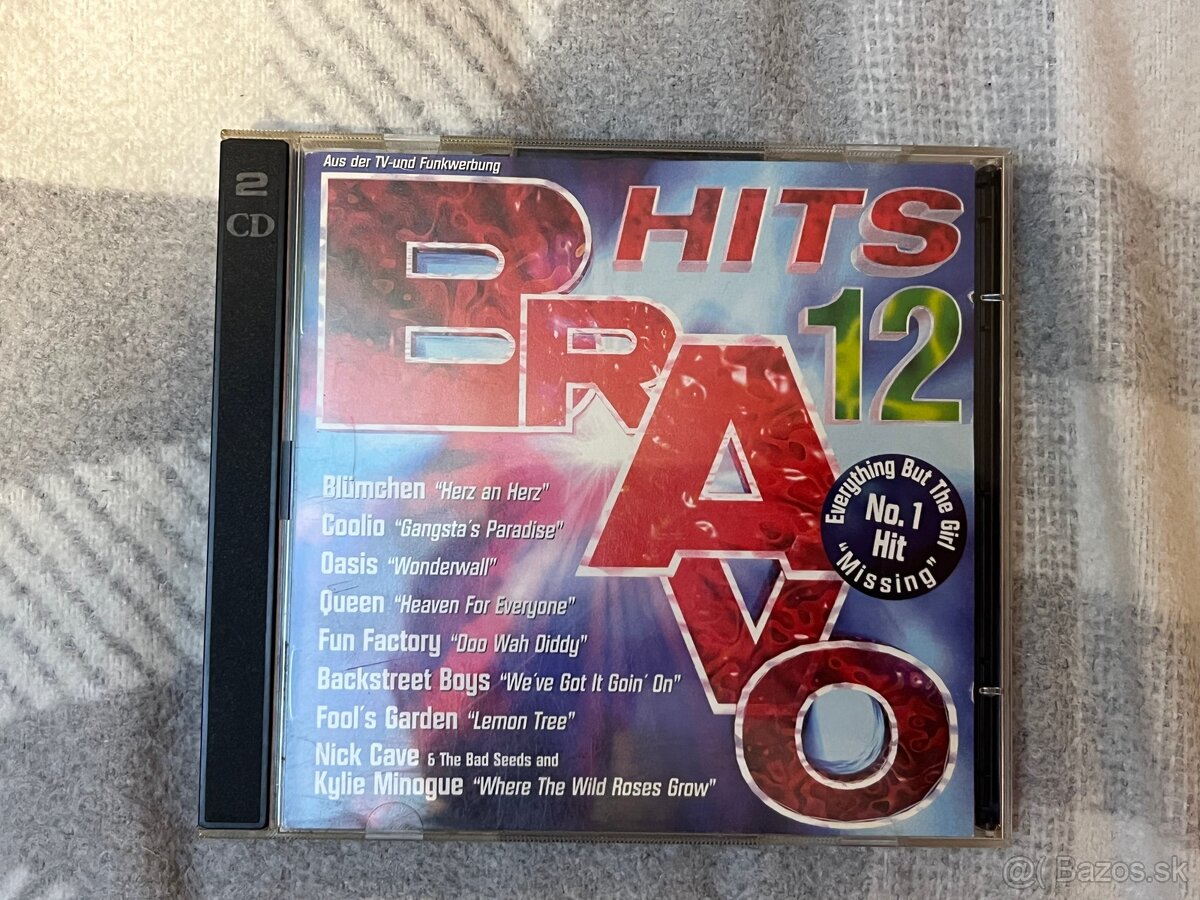 2
CD
Aus der TV-und Funkwerbung
BRAVO
HITS
12
Everything But The Girl
No. 1
Hit
"Missing"
Blümchen "Herz an Herz"
Coolio "Gangsta's Paradise"
Oasis "Wonderwall"
Queen "Heaven For Everyone"
Fun Factory "Doo Wah Diddy"
Backstreet Boys "We've Got It Goin' On"
Fool's Garden "Lemon Tree"
Nick Cave & The Bad Seeds and
Kylie Minogue "Where The Wild Roses Grow"
@( Bazos.sk